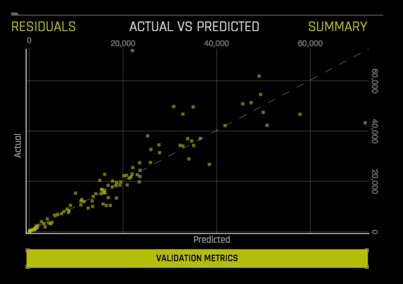 RESIDUALS ACTUAL VS PREDICTED SUMMARY
0 20,000 40,000 60,000
60,000
40,000
20,000
0
Actual
Predicted
VALIDATION METRICS